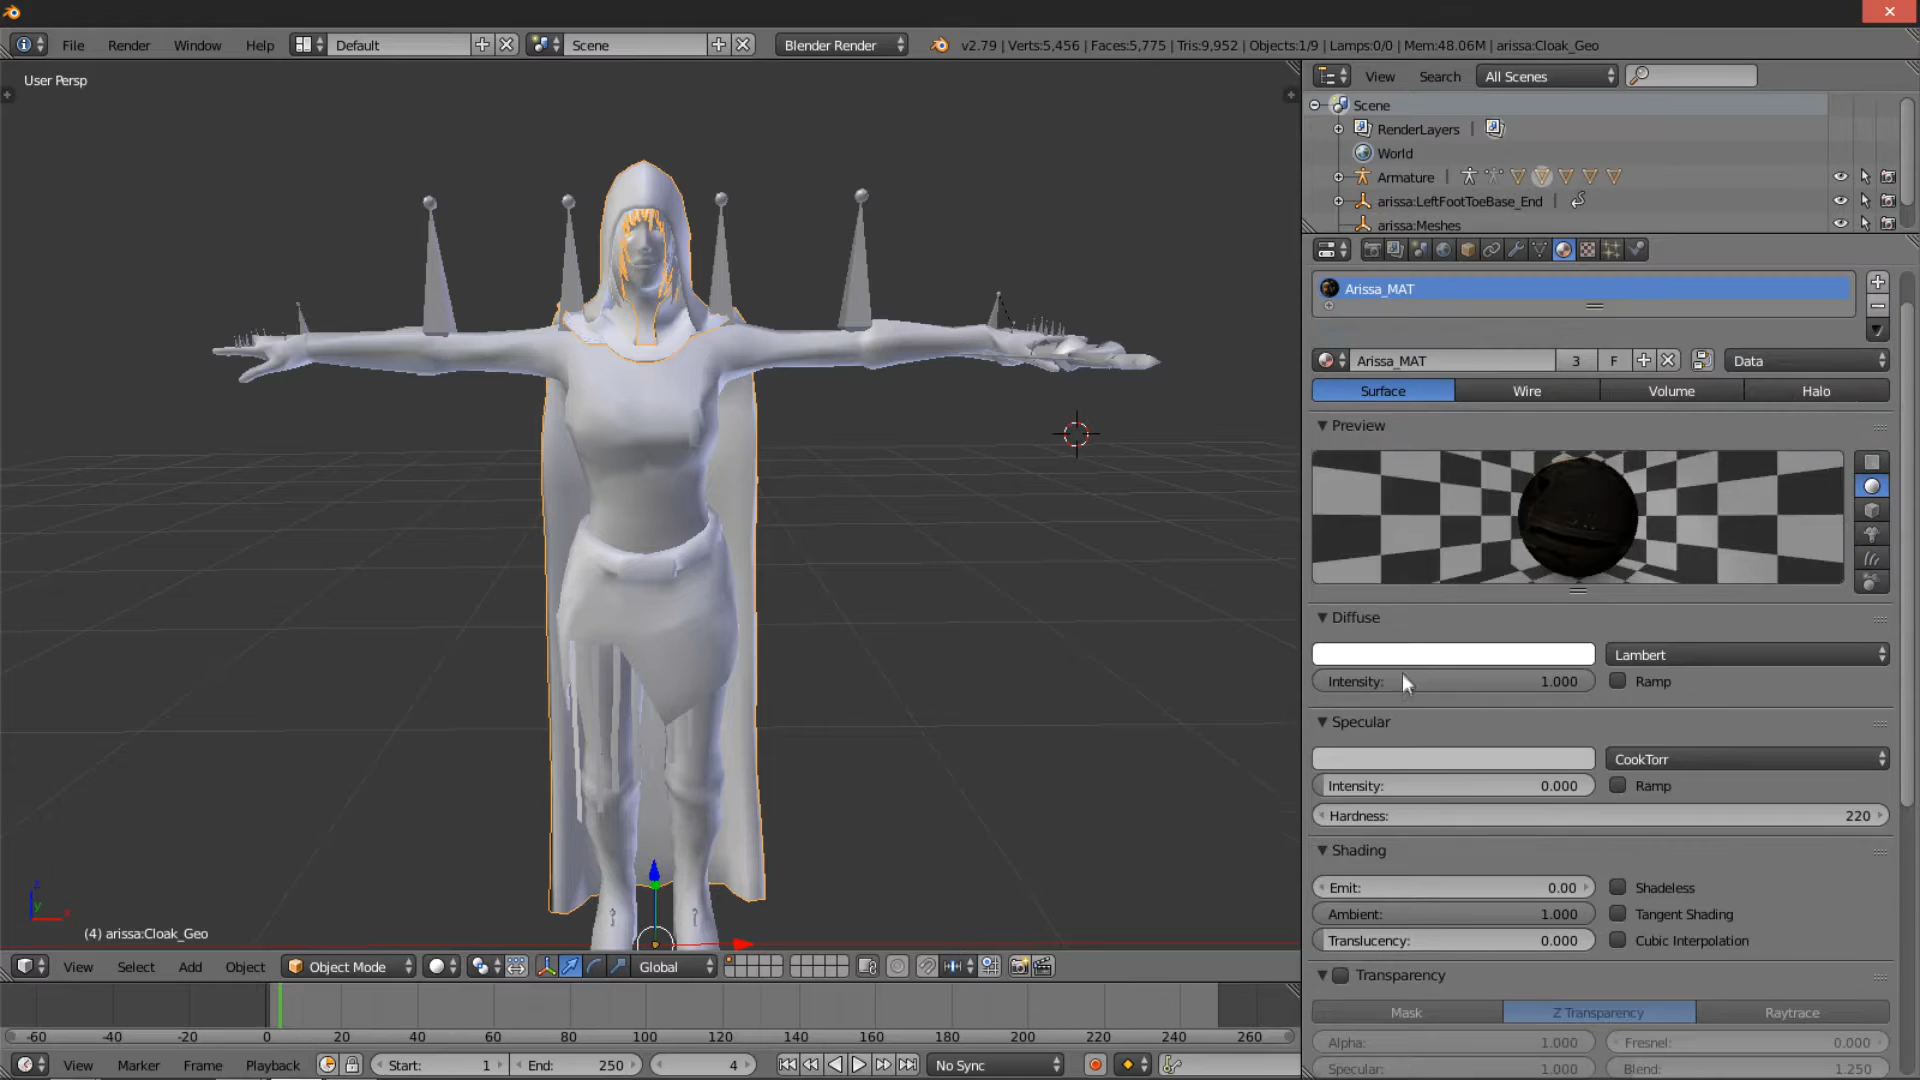 File Render Window Help Default Scene Blender Render v2.79 | Verts:5,456 | Faces:5,775 | Tris:9,952 | Objects:1/9 | Lamps:0/0 | Mem:48.06M | arissa:Cloak_Geo
User Persp
View Search All Scenes
Scene
RenderLayers |
World
Armature |
arissa:LeftFootToeBase_End |
arissa:Meshes
Arissa_MAT
Arissa_MAT 3 F Data
Surface Wire Volume Halo
Preview
Diffuse
Lambert
Intensity: 1.000 Ramp
Specular
CookTorr
Intensity: 0.000 Ramp
Hardness: 220
Shading
Emit: 0.00 Shadeless
Ambient: 1.000 Tangent Shading
Translucency: 0.000 Cubic Interpolation
Transparency
Mask Z Transparency Raytrace
Alpha: 1.000 Fresnel: 0.000
Specular: 1.000 Blend: 1.250
z
y
x
(4) arissa:Cloak_Geo
View Select Add Object Object Mode Global
-60 -40 -20 0 20 40 60 80 100 120 140 160 180 200 220 240 260
View Marker Frame Playback Start: 1 End: 250 4 No Sync